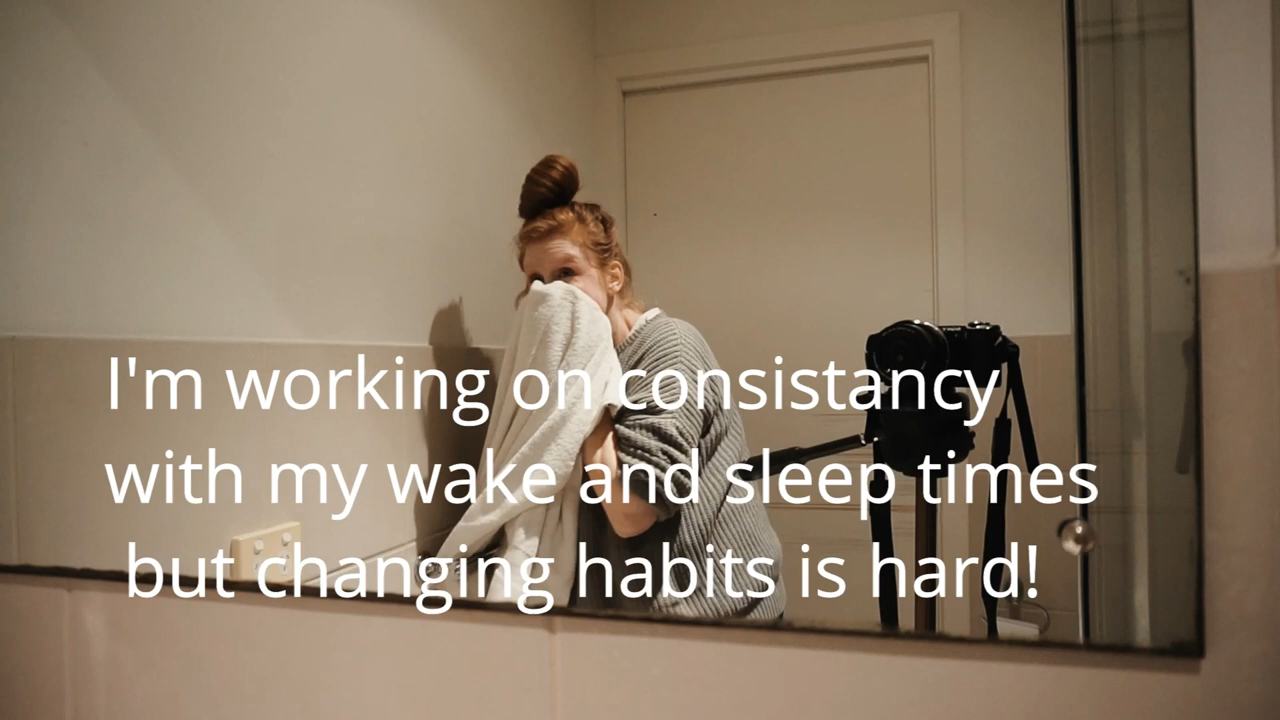 I'm working on consistancy
with my wake and sleep times
but changing habits is hard!